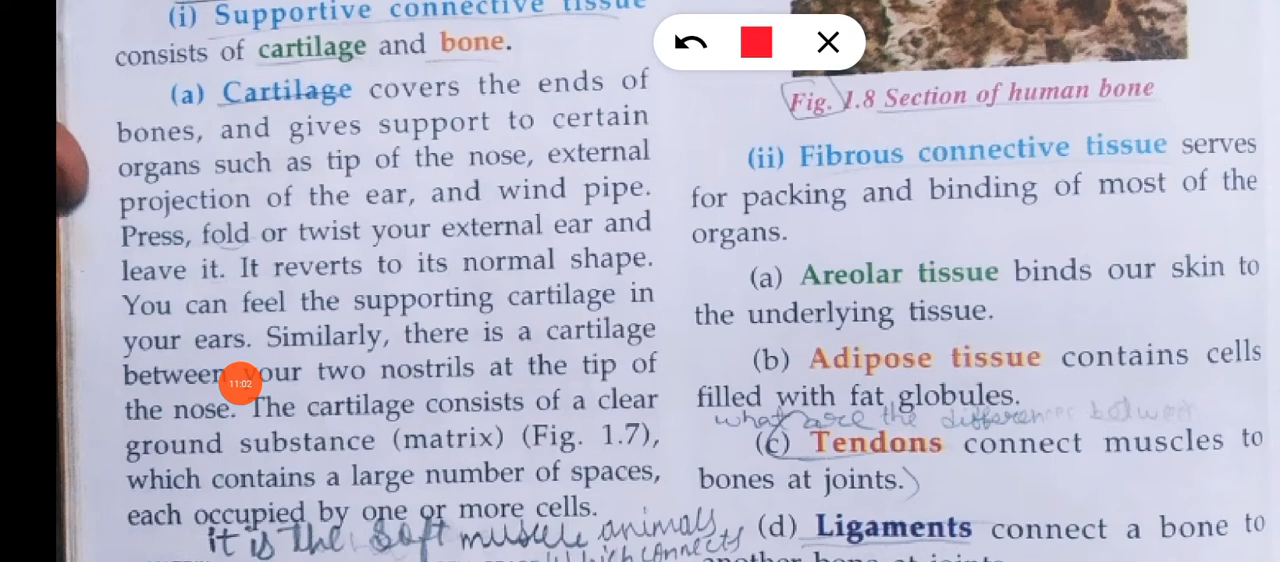 (i) Supportive connective tissue
consists of cartilage and bone.
(a) Cartilage covers the ends of
bones, and gives support to certain
organs such as tip of the nose, external
projection of the ear, and wind pipe.
Press, fold or twist your external ear and
leave it. It reverts to its normal shape.
You can feel the supporting cartilage in
your ears. Similarly, there is a cartilage
between your two nostrils at the tip of
11:02
the nose. The cartilage consists of a clear
ground substance (matrix) (Fig. 1.7),
which contains a large number of spaces,
each occupied by one or more cells.
it is the soft muscle animals
which connects
Fig. 1.8 Section of human bone
(ii) Fibrous connective tissue serves
for packing and binding of most of the
organs.
(a) Areolar tissue binds our skin to
the underlying tissue.
(b) Adipose tissue contains cells
filled with fat globules.
what are the difference between
(c) Tendons connect muscles to
bones at joints.
(d) Ligaments connect a bone to
another bone at joints